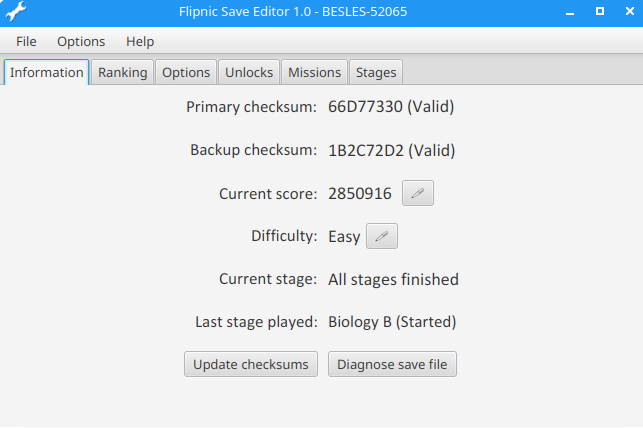 Flipnic Save Editor 1.0 - BESLES-52065
File Options Help
Information Ranking Options Unlocks Missions Stages
Primary checksum: 66D77330 (Valid)
Backup checksum: 1B2C72D2 (Valid)
Current score: 2850916
Difficulty: Easy
Current stage: All stages finished
Last stage played: Biology B (Started)
Update checksums Diagnose save file